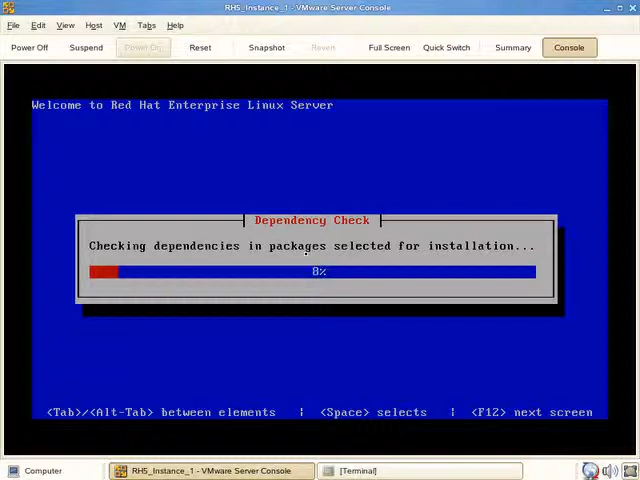 RH5_Instance_1 - VMware Server Console
File Edit View Host VM Tabs Help
Power Off Suspend Power On Reset Snapshot Revert Full Screen Quick Switch Summary Console
Welcome to Red Hat Enterprise Linux Server
Dependency Check
Checking dependencies in packages selected for installation...
8%
<Tab>/<Alt-Tab> between elements | <Space> selects | <F12> next screen
Computer RH5_Instance_1 - VMware Server Console [Terminal]